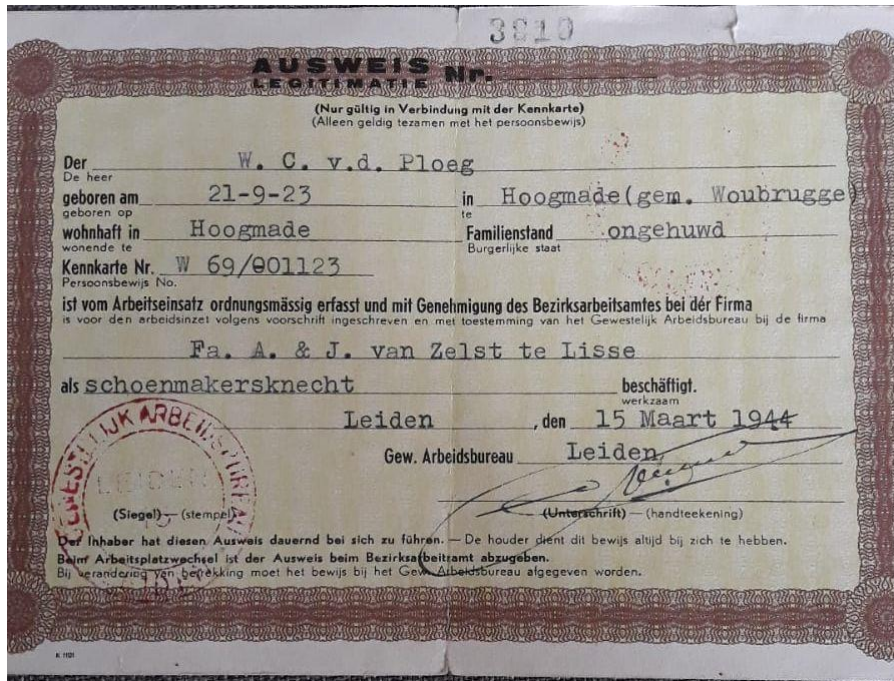 3810
AUSWEIS Nr.
LEGITIMATIE
(Nur gültig in Verbindung mit der Kennkarte)
(Alleen geldig tezamen met het persoonsbewijs)
Der W. C. v.d. Ploeg
De heer
geboren am 21-9-23 in Hoogmade(gem. Woubrugge)
geboren op te
wohnhaft in Hoogmade Familienstand ongehuwd
wonende te Burgerlijke staat
Kennkarte Nr. W 69/001123
Persoonsbewijs No.
ist vom Arbeitseinsatz ordnungsmässig erfasst und mit Genehmigung des Bezirksarbeitsamtes bei der Firma
is voor den arbeidsinzet volgens voorschrift ingeschreven en met toestemming van het Gewestelijk Arbeidsbureau bij de firma
Fa. A. & J. van Zelst te Lisse
als schoenmakersknecht beschäftigt.
werkzaam
Leiden , den 15 Maart 1944
Gew. Arbeidsbureau Leiden
GEWESTELIJK ARBEIDSBUREAU
LEIDEN
(Siegel) — (stempel) (Unterschrift) — (handteekening)
Der Inhaber hat diesen Ausweis dauernd bei sich zu führen. — De houder dient dit bewijs altijd bij zich te hebben.
Beim Arbeitsplatzwechsel ist der Ausweis beim Bezirksarbeitramt abzugeben.
Bij verandering van betrekking moet het bewijs bij het Gew. Arbeidsbureau afgegeven worden.